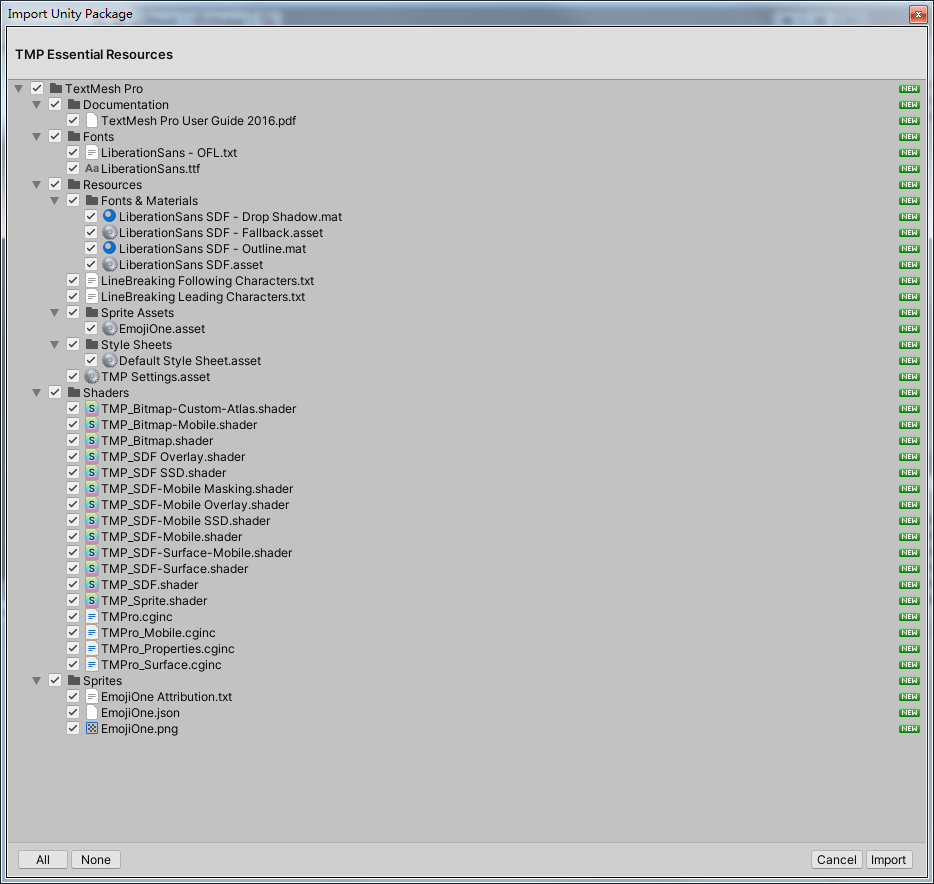 Import Unity Package
TMP Essential Resources
TextMesh Pro NEW
Documentation NEW
TextMesh Pro User Guide 2016.pdf NEW
Fonts NEW
LiberationSans - OFL.txt NEW
Aa LiberationSans.ttf NEW
Resources NEW
Fonts & Materials NEW
LiberationSans SDF - Drop Shadow.mat NEW
LiberationSans SDF - Fallback.asset NEW
LiberationSans SDF - Outline.mat NEW
LiberationSans SDF.asset NEW
LineBreaking Following Characters.txt NEW
LineBreaking Leading Characters.txt NEW
Sprite Assets NEW
EmojiOne.asset NEW
Style Sheets NEW
Default Style Sheet.asset NEW
TMP Settings.asset NEW
Shaders NEW
S TMP_Bitmap-Custom-Atlas.shader NEW
S TMP_Bitmap-Mobile.shader NEW
S TMP_Bitmap.shader NEW
S TMP_SDF Overlay.shader NEW
S TMP_SDF SSD.shader NEW
S TMP_SDF-Mobile Masking.shader NEW
S TMP_SDF-Mobile Overlay.shader NEW
S TMP_SDF-Mobile SSD.shader NEW
S TMP_SDF-Mobile.shader NEW
S TMP_SDF-Surface-Mobile.shader NEW
S TMP_SDF-Surface.shader NEW
S TMP_SDF.shader NEW
S TMP_Sprite.shader NEW
TMPro.cginc NEW
TMPro_Mobile.cginc NEW
TMPro_Properties.cginc NEW
TMPro_Surface.cginc NEW
Sprites NEW
EmojiOne Attribution.txt NEW
EmojiOne.json NEW
EmojiOne.png NEW
All None Cancel Import